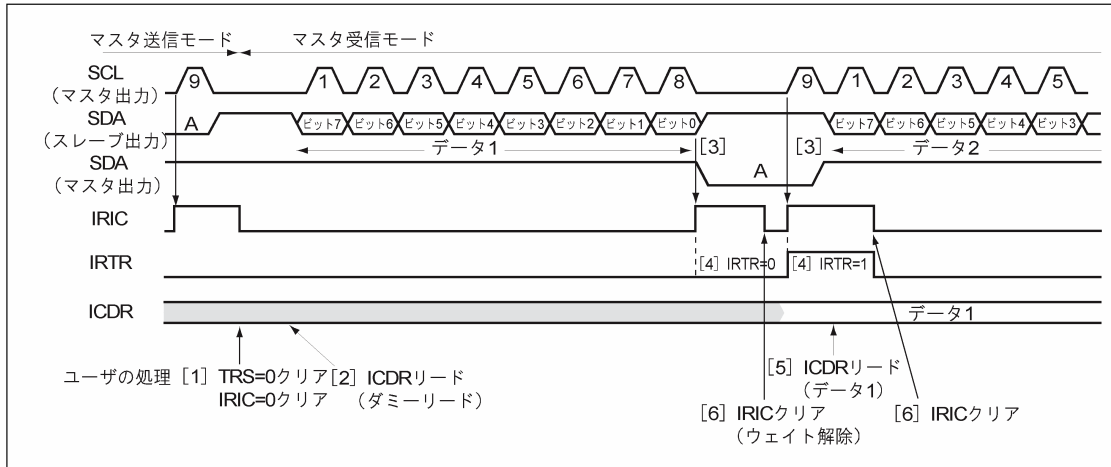 マスタ送信モード マスタ受信モード
SCL
（マスタ出力）
9 1 2 3 4 5 6 7 8 9 1 2 3 4 5
SDA
（スレーブ出力）
A ビット7 ビット6 ビット5 ビット4 ビット3 ビット2 ビット1 ビット0 ビット7 ビット6 ビット5 ビット4 ビット3
データ1 [3] [3] データ2
SDA
（マスタ出力）
A
IRIC
IRTR
[4] IRTR=0 [4] IRTR=1
ICDR
データ1
ユーザの処理 [1] TRS=0クリア
IRIC=0クリア
[2] ICDRリード
（ダミーリード）
[5] ICDRリード
（データ1）
[6] IRICクリア
（ウェイト解除）
[6] IRICクリア